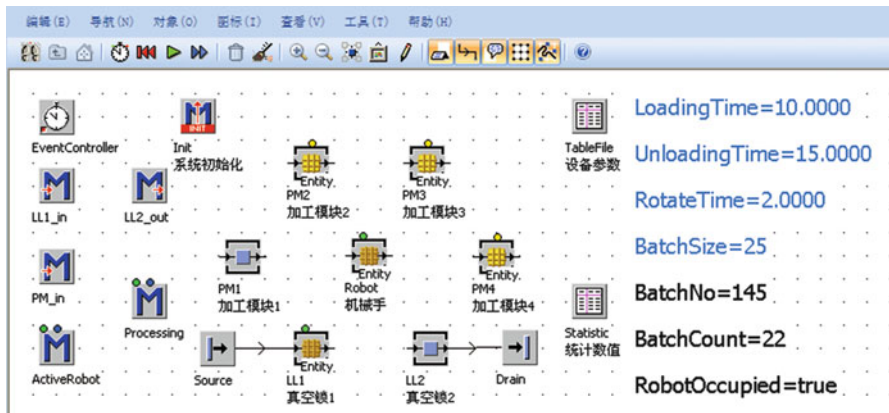 编辑(E) 导航(N) 对象(O) 图标(I) 查看(V) 工具(T) 帮助(H)
EventController
INIT
Init
系统初始化
Entity
PM2
加工模块2
Entity
PM3
加工模块3
TableFile
设备参数
LoadingTime=10.0000
UnloadingTime=15.0000
RotateTime=2.0000
BatchSize=25
BatchNo=145
BatchCount=22
RobotOccupied=true
LL1_in
LL2_out
PM_in
Processing
PM1
加工模块1
Entity
Robot
机械手
Entity
PM4
加工模块4
Statistic
统计数值
ActiveRobot
Source
Entity
LL1
真空锁1
LL2
真空锁2
Drain